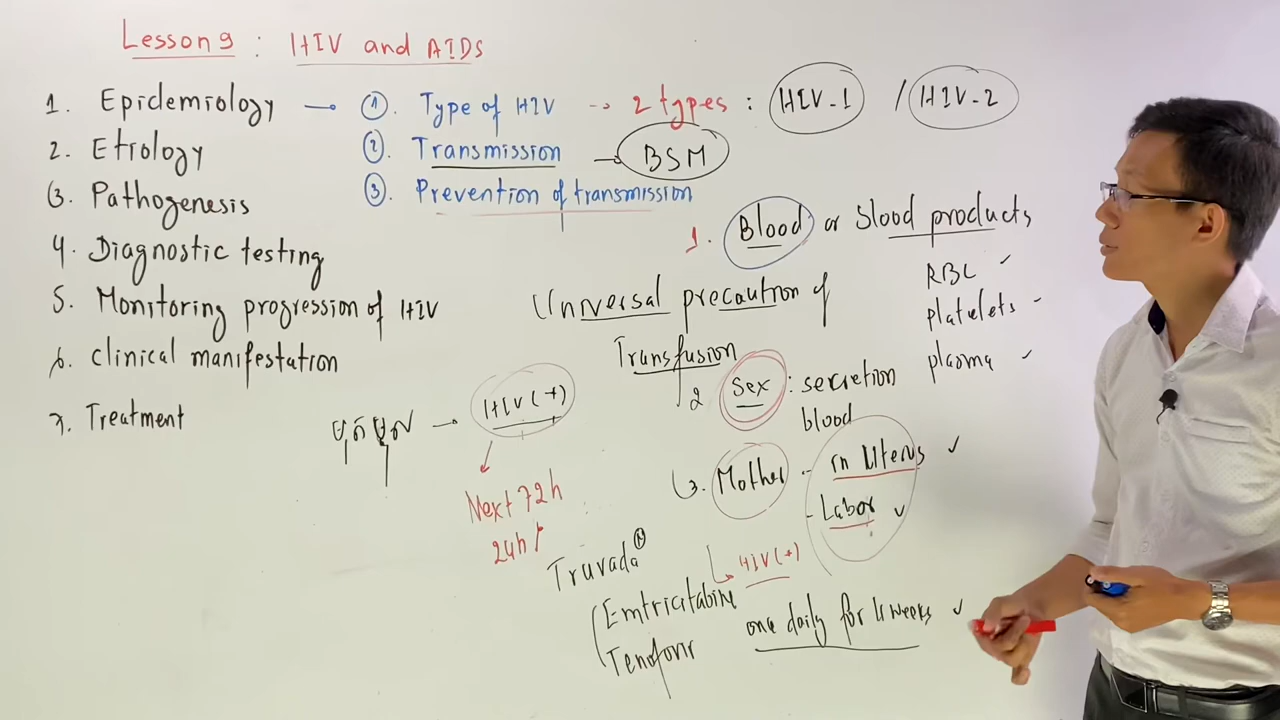 Lesson 9 : HIV and AIDS
1. Epidemiology → ①. Type of HIV → 2 types : HIV-1 / HIV-2
2. Etiology ②. Transmission → BSM
3. Pathogenesis ③. Prevention of transmission
1. Blood or Blood products
4. Diagnostic testing
RBC ✓
5. Monitoring progression of HIV
Universal precaution of
platelets ✓
Transfusion
6. Clinical manifestation
plasma ✓
2 Sex : secretion
blood
7. Treatment
→ HIV (+)
3. Mother - in Uterus ✓
- Labor ✓
Next 72h
24h
HIV (+)
Truvada ®
Emtricitabine
one daily for 4 weeks ✓
Tenofovir